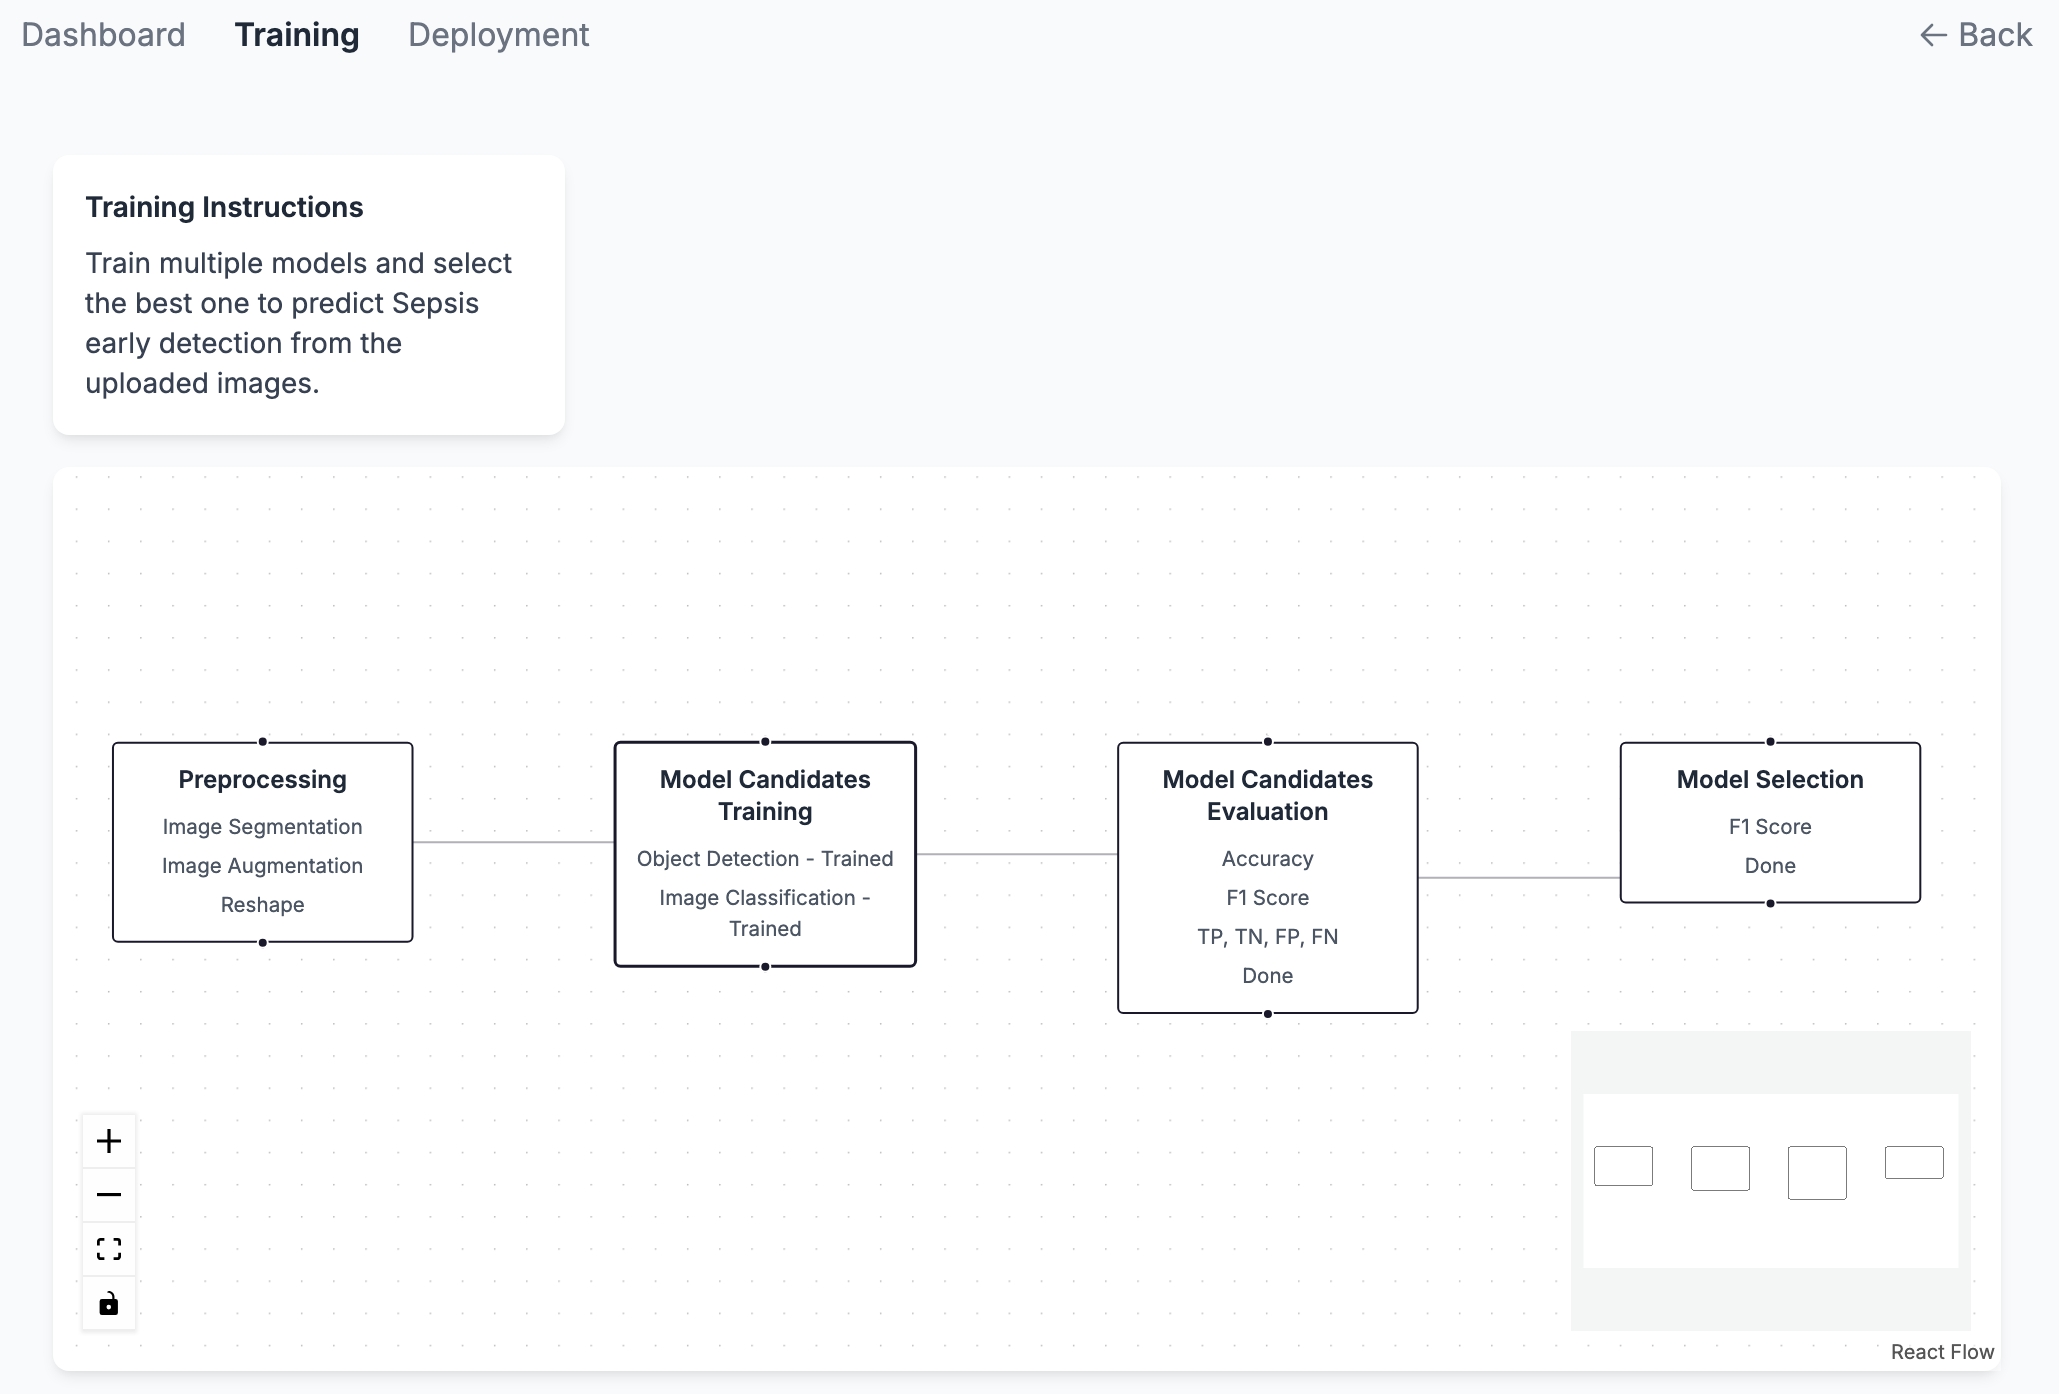 Dashboard
Training
Deployment
← Back
Training Instructions
Train multiple models and select
the best one to predict Sepsis
early detection from the
uploaded images.
Preprocessing
Image Segmentation
Image Augmentation
Reshape
Model Candidates
Training
Object Detection - Trained
Image Classification -
Trained
Model Candidates
Evaluation
Accuracy
F1 Score
TP, TN, FP, FN
Done
Model Selection
F1 Score
Done
React Flow